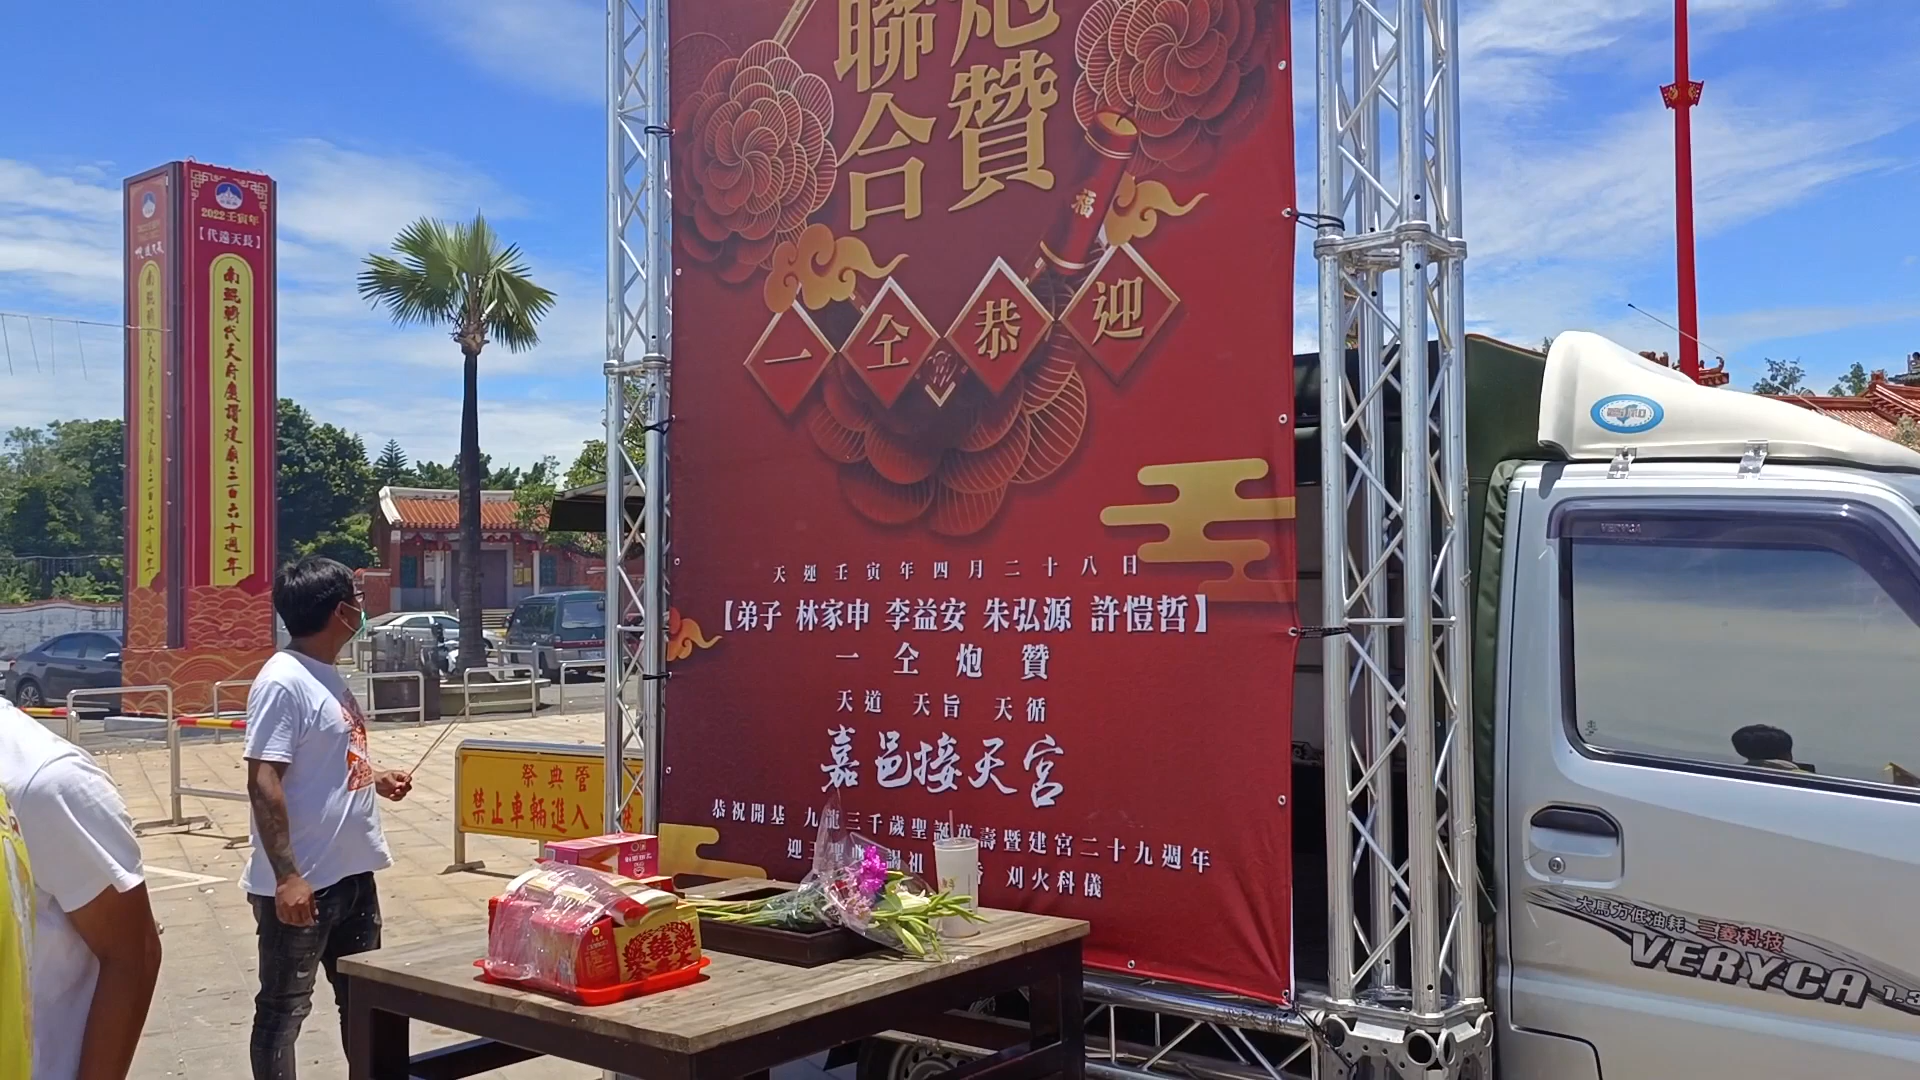 2022壬寅年
【代遠天長】
南鯤鯓代天府慶讚建廟三百六十週年
炮贊
聯合
福
一仝恭迎
天運壬寅年四月二十八日
【弟子 林家申 李益安 朱弘源 許愷哲】
一仝炮贊
天道 天旨 天循
嘉邑接天宮
恭祝開基 九龍三千歲聖誕萬壽暨建宮二十九週年
刈火科儀
祭典管
禁止車輛進入
VERYCA
大馬力低油耗 三菱科技
VERYCA 1.3